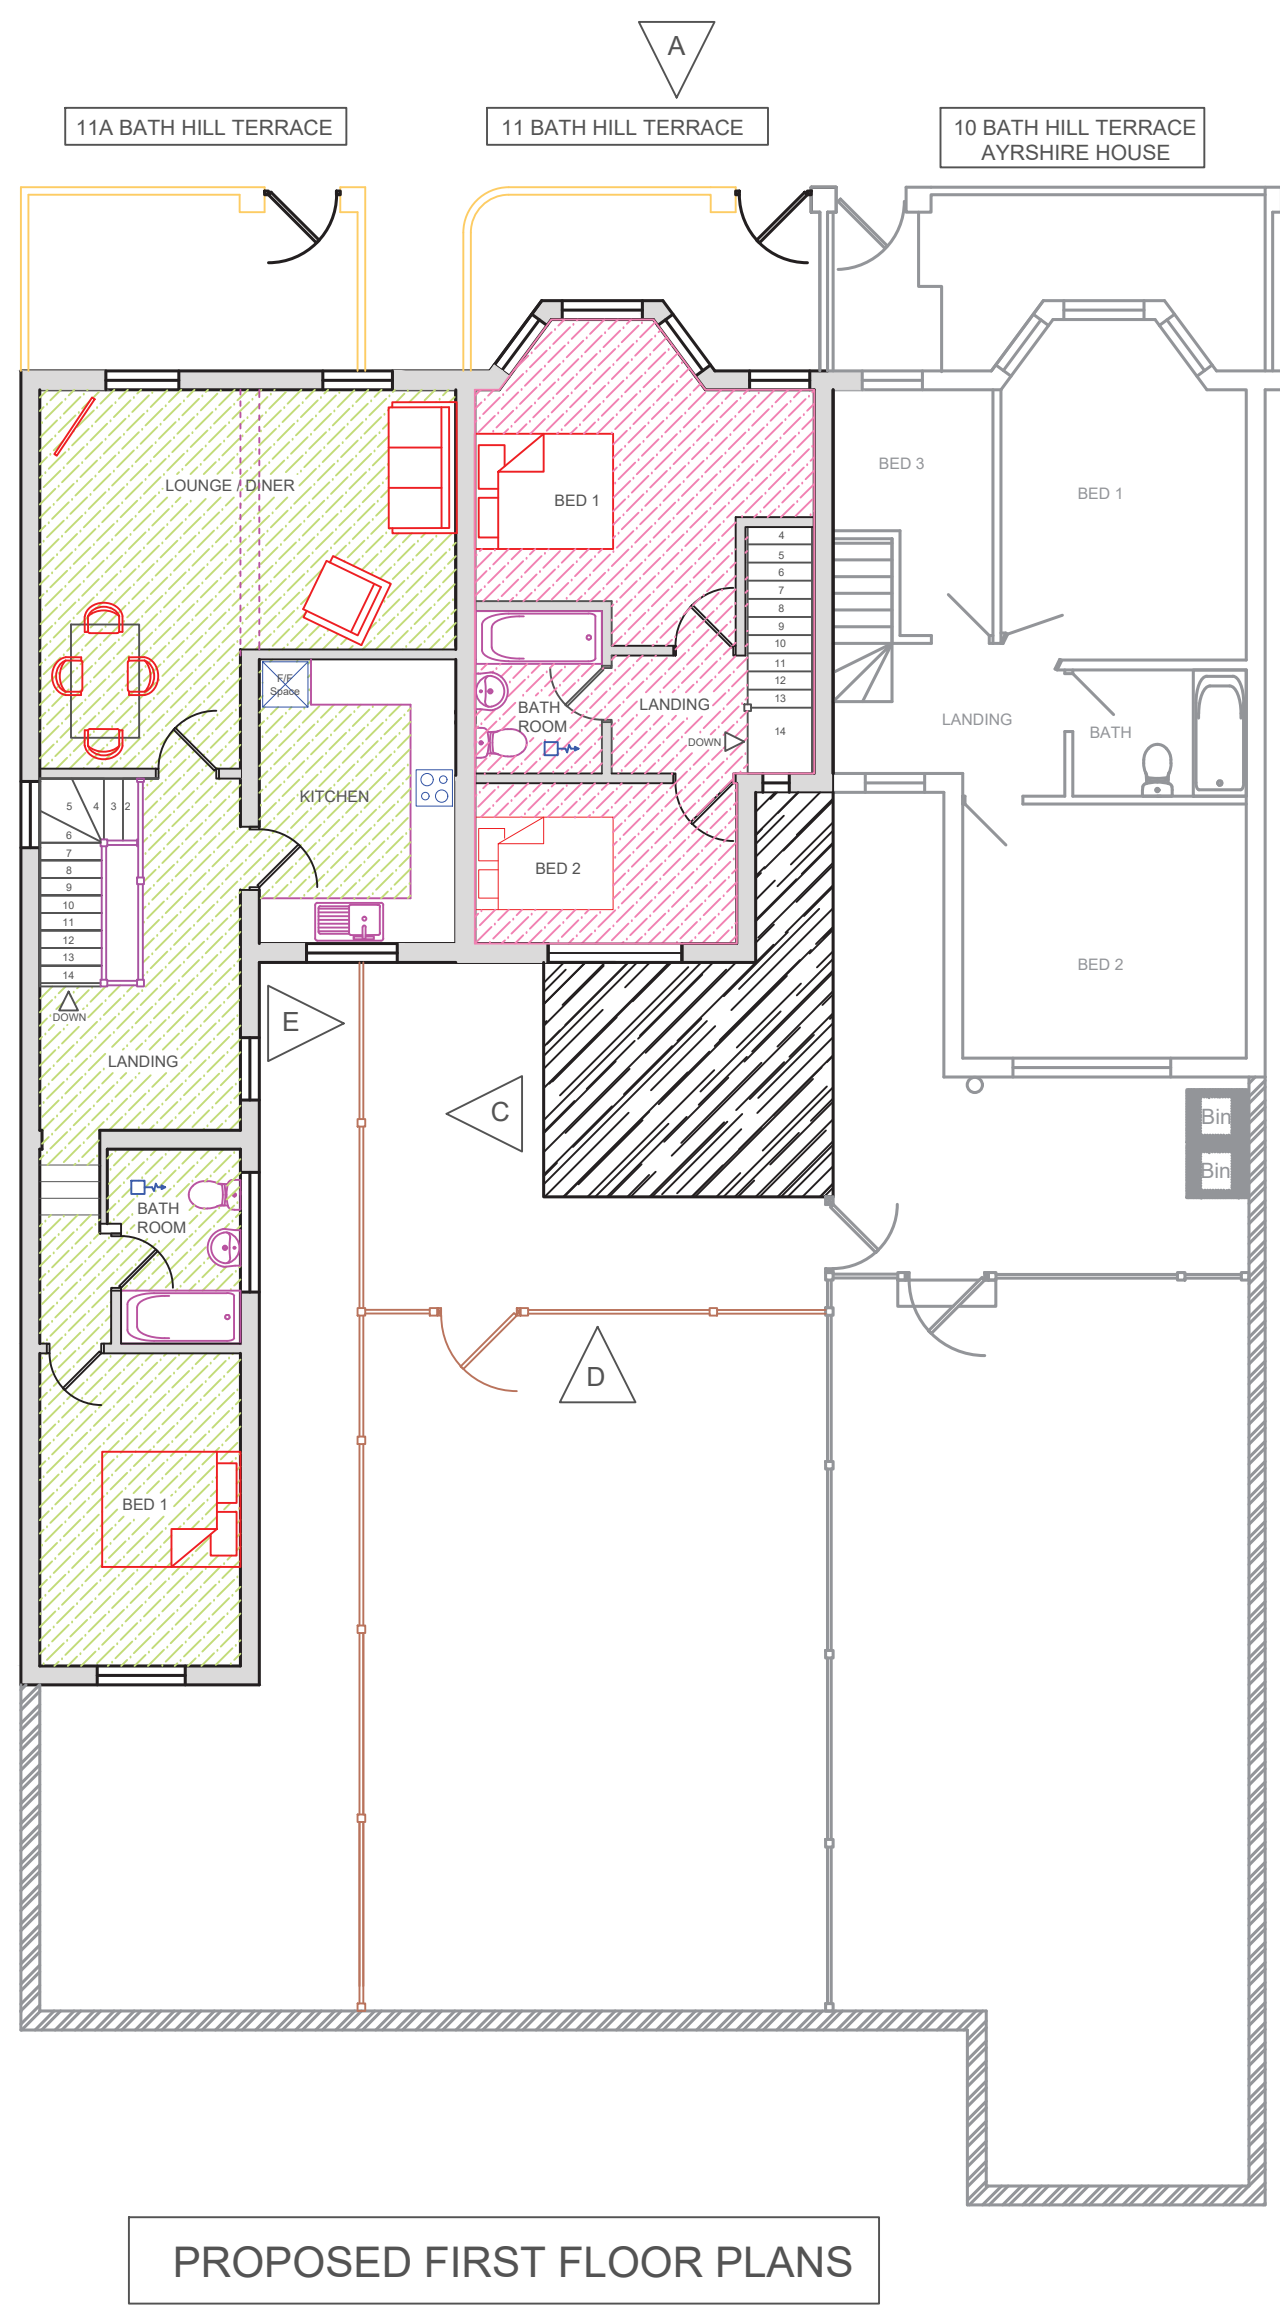 A
11A BATH HILL TERRACE
11 BATH HILL TERRACE
10 BATH HILL TERRACE
AYRSHIRE HOUSE
LOUNGE / DINER
F/F
Space
KITCHEN
5 4 3 2
6
7
8
9
10
11
12
13
14
DOWN
LANDING
BATH
ROOM
BED 1
BED 1
4
5
6
7
8
9
10
11
12
13
14
BATH
ROOM
LANDING
DOWN
BED 2
BED 3
BED 1
LANDING
BATH
BED 2
Bin
Bin
E
C
D
PROPOSED FIRST FLOOR PLANS